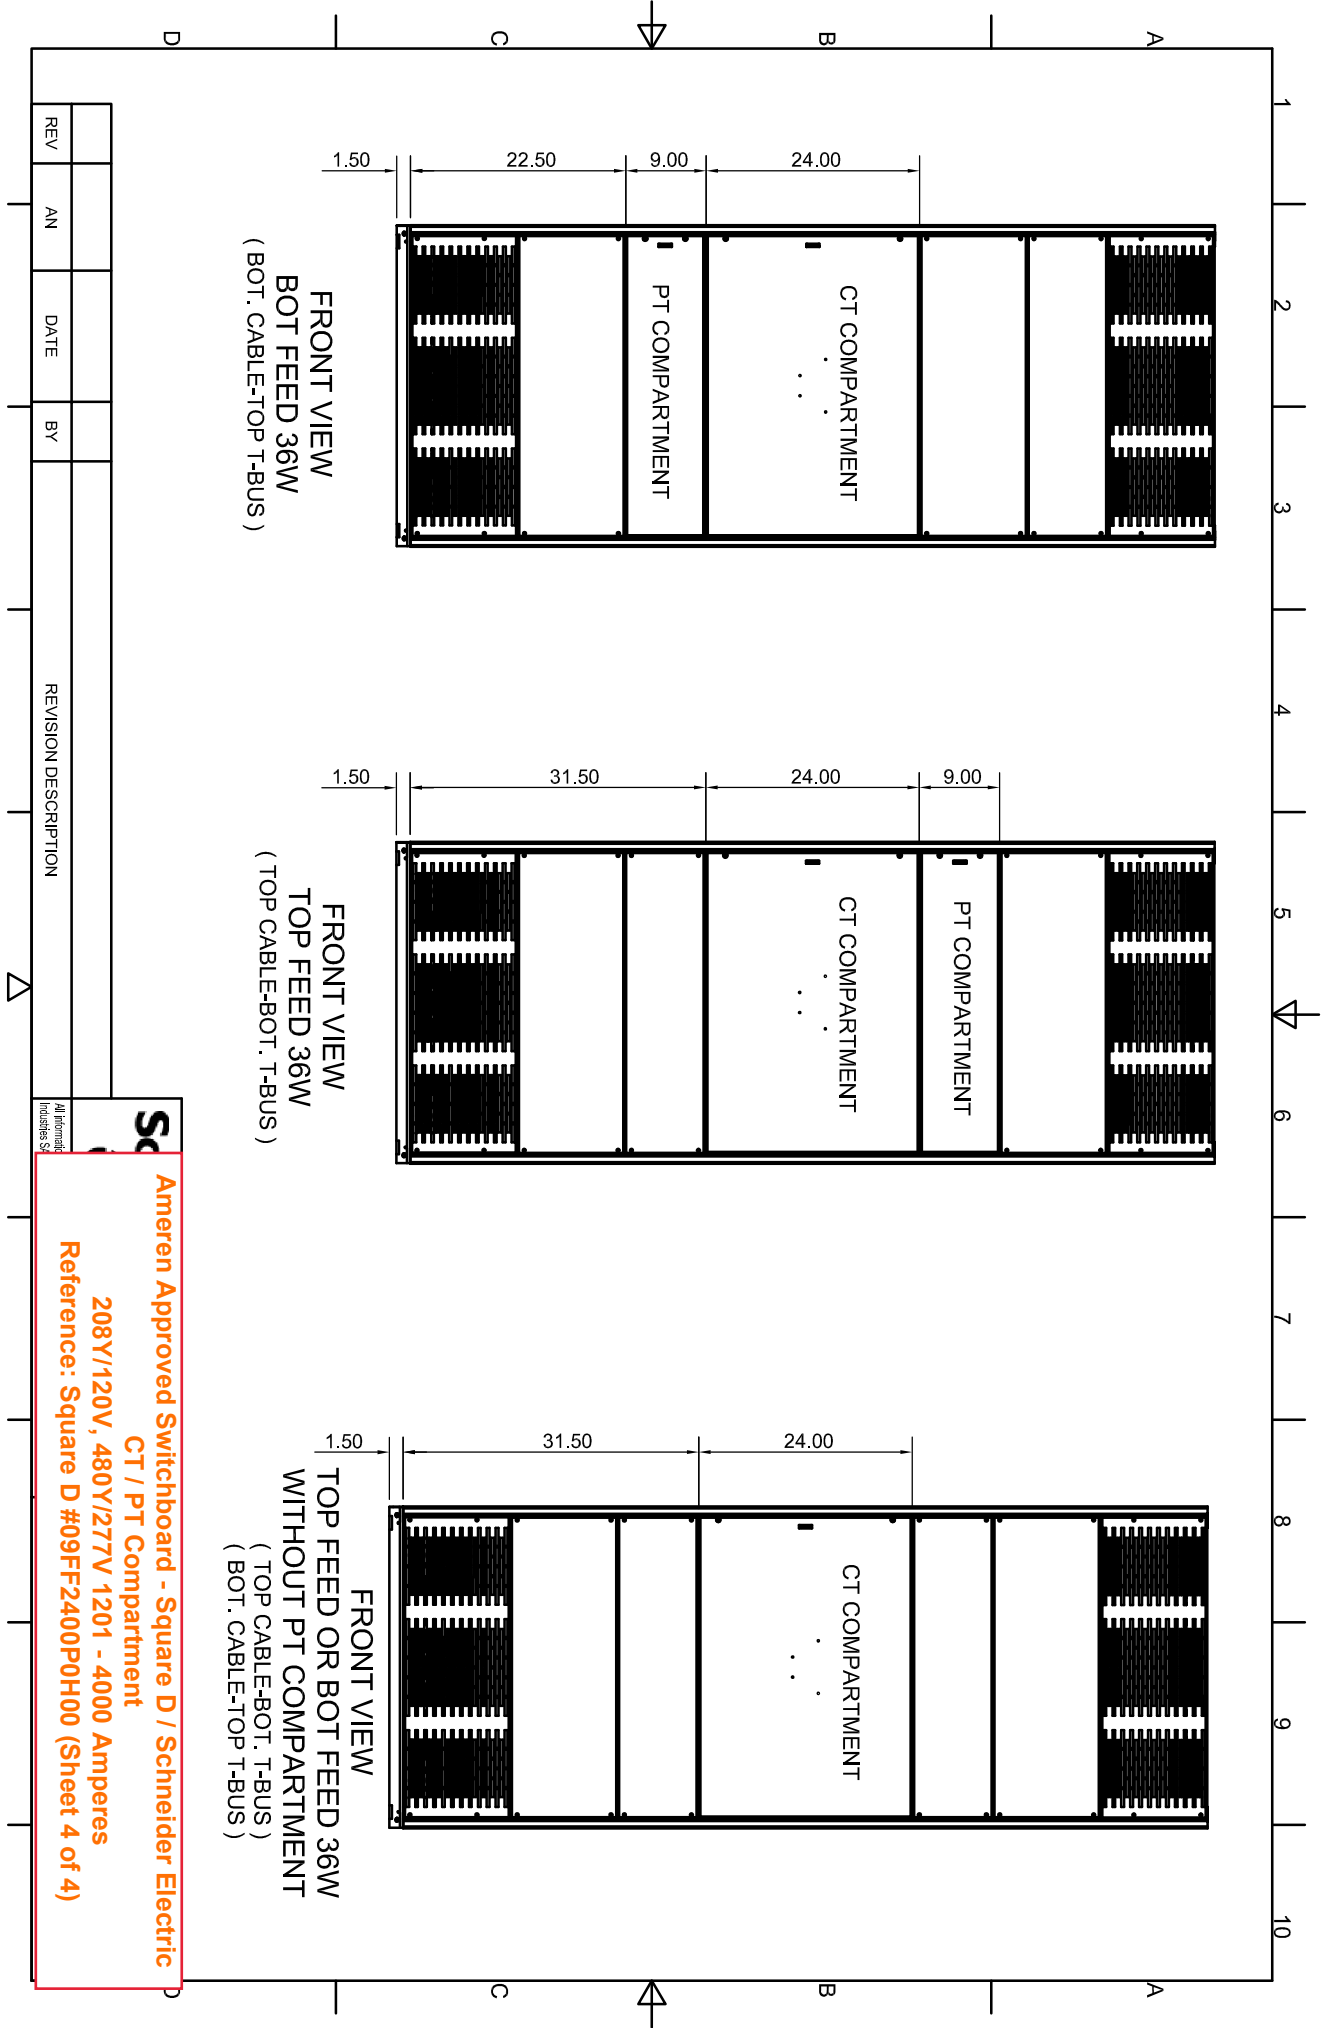 1
2
3
4
5
6
7
8
9
10
A
B
C
D
A
B
C
24.00
9.00
22.50
1.50
CT COMPARTMENT
PT COMPARTMENT
FRONT VIEW
BOT FEED 36W
( BOT. CABLE-TOP T-BUS )
9.00
24.00
31.50
1.50
PT COMPARTMENT
CT COMPARTMENT
FRONT VIEW
TOP FEED 36W
( TOP CABLE-BOT. T-BUS )
24.00
31.50
1.50
CT COMPARTMENT
FRONT VIEW
TOP FEED OR BOT FEED 36W
WITHOUT PT COMPARTMENT
( TOP CABLE-BOT. T-BUS )
( BOT. CABLE-TOP T-BUS )
REV
AN
DATE
BY
REVISION DESCRIPTION
All
Industries
Ameren Approved Switchboard - Square D / Schneider Electric
CT / PT Compartment
208Y/120V, 480Y/277V 1201 - 4000 Amperes
Reference: Square D #09FF2400P0H00 (Sheet 4 of 4)